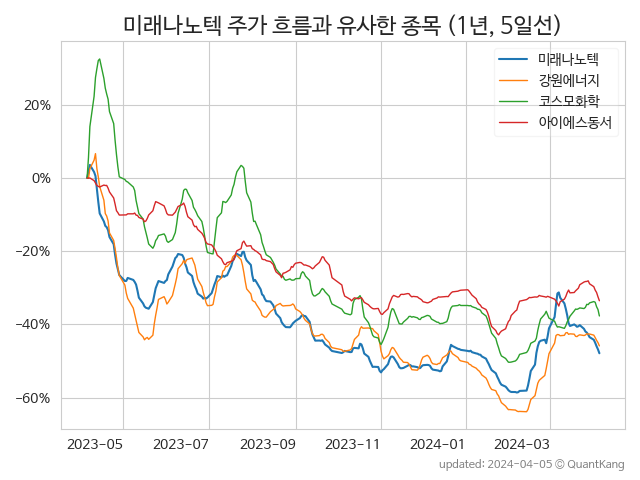 미래나노텍 주가 흐름과 유사한 종목 (1년, 5일선)
미래나노텍
강원에너지
코스모화학
아이에스동서
20%
0%
−20%
−40%
−60%
2023-05 2023-07 2023-09 2023-11 2024-01 2024-03
updated: 2024-04-05 © QuantKang